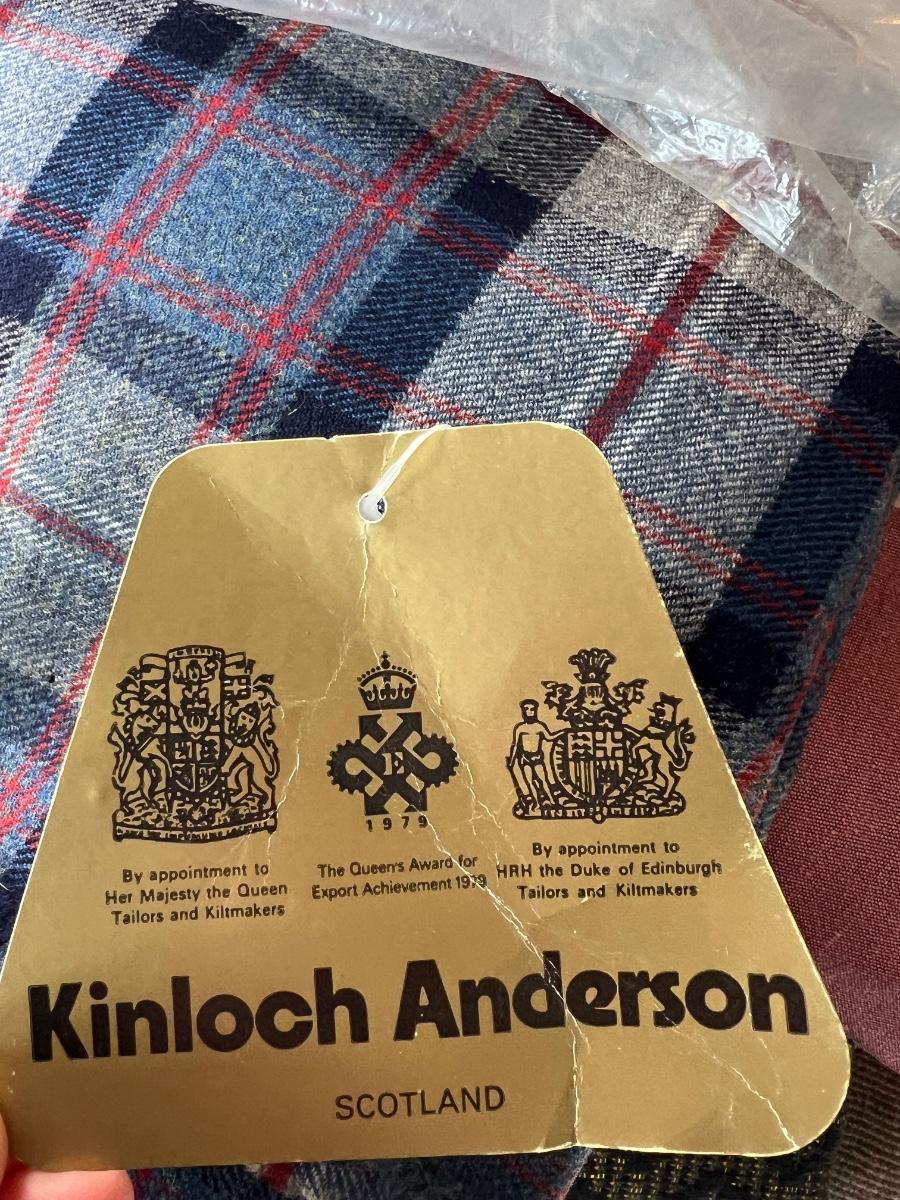 1979
By appointment to
Her Majesty the Queen
Tailors and Kiltmakers
The Queen's Award for
Export Achievement 1979
By appointment to
HRH the Duke of Edinburgh
Tailors and Kiltmakers
Kinloch Anderson
SCOTLAND